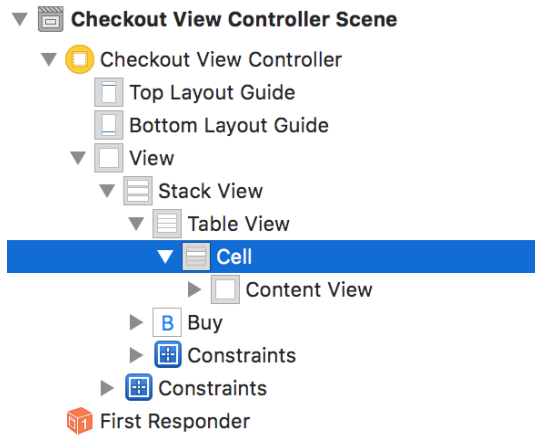 Checkout View Controller Scene
Checkout View Controller
Top Layout Guide
Bottom Layout Guide
View
Stack View
Table View
Cell
Content View
B Buy
Constraints
Constraints
First Responder